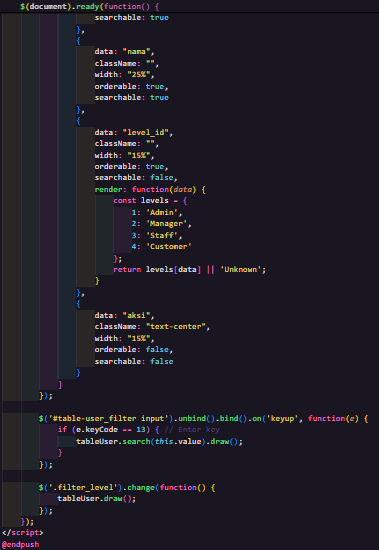 $(document).ready(function() {
searchable: true
},
{
data: "nama",
className: "",
width: "25%",
orderable: true,
searchable: true
},
{
data: "level_id",
className: "",
width: "15%",
orderable: true,
searchable: false,
render: function(data) {
const levels = {
1: 'Admin',
2: 'Manager',
3: 'Staff',
4: 'Customer'
};
return levels[data] || 'Unknown';
}
},
{
data: "aksi",
className: "text-center",
width: "15%",
orderable: false,
searchable: false
}
]
});
$('#table-user_filter input').unbind().bind().on('keyup', function(e) {
if (e.keyCode == 13) { // Enter key
tableUser.search(this.value).draw();
}
});
$('.filter_level').change(function() {
tableUser.draw();
});
});
</script>
@endpush